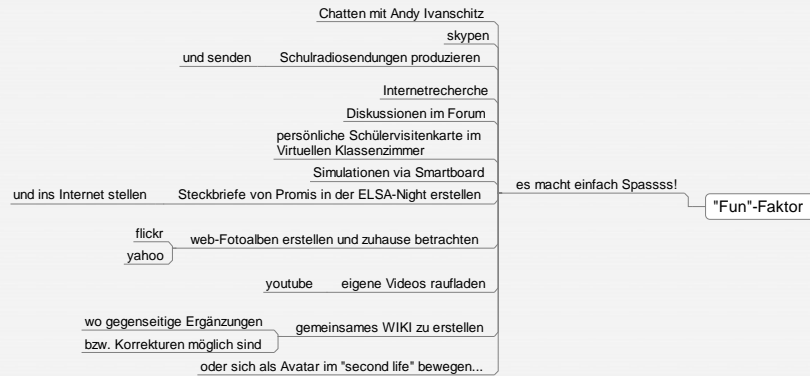 Chatten mit Andy Ivanschitz
skypen
und senden Schulradiosendungen produzieren
Internetrecherche
Diskussionen im Forum
persönliche Schülervisitenkarte im
Virtuellen Klassenzimmer
Simulationen via Smartboard
es macht einfach Spassss!
und ins Internet stellen Steckbriefe von Promis in der ELSA-Night erstellen
"Fun"-Faktor
flickr
web-Fotoalben erstellen und zuhause betrachten
yahoo
youtube eigene Videos raufladen
wo gegenseitige Ergänzungen
gemeinsames WIKI zu erstellen
bzw. Korrekturen möglich sind
oder sich als Avatar im "second life" bewegen...